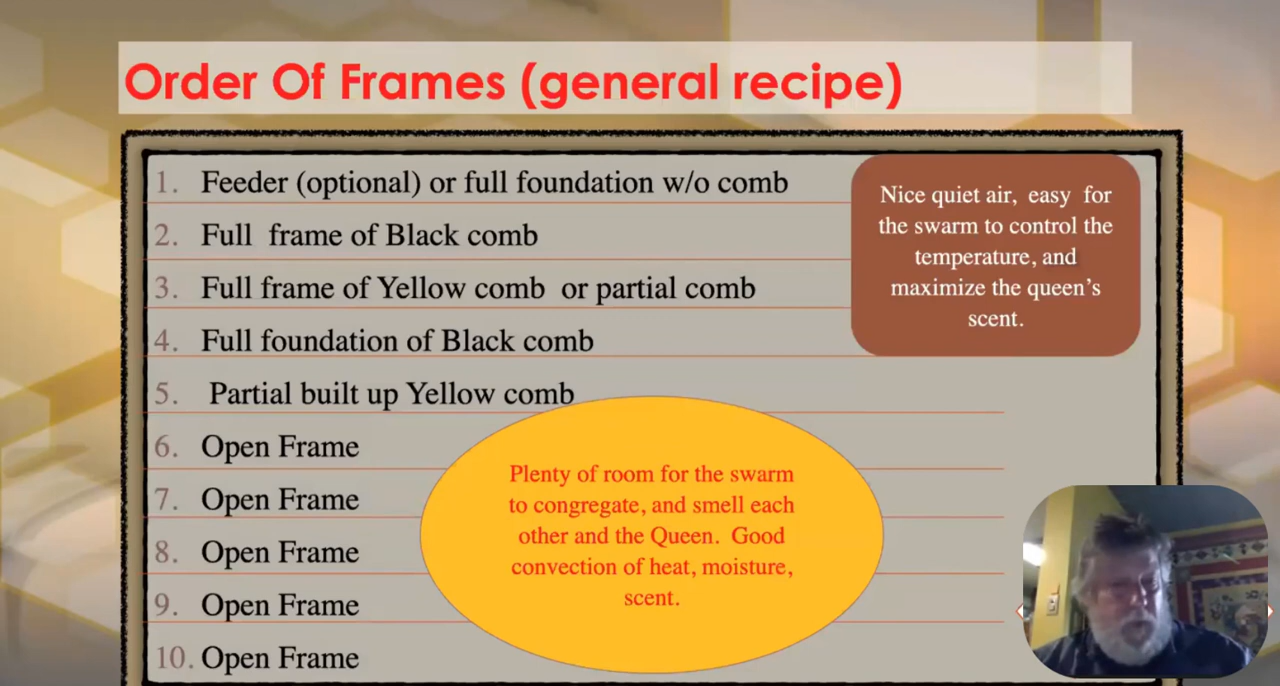 Order Of Frames (general recipe)
1. Feeder (optional) or full foundation w/o comb
2. Full frame of Black comb
3. Full frame of Yellow comb or partial comb
4. Full foundation of Black comb
5. Partial built up Yellow comb
6. Open Frame
7. Open Frame
8. Open Frame
9. Open Frame
10. Open Frame
Nice quiet air, easy for
the swarm to control the
temperature, and
maximize the queen’s
scent.
Plenty of room for the swarm
to congregate, and smell each
other and the Queen. Good
convection of heat, moisture,
scent.